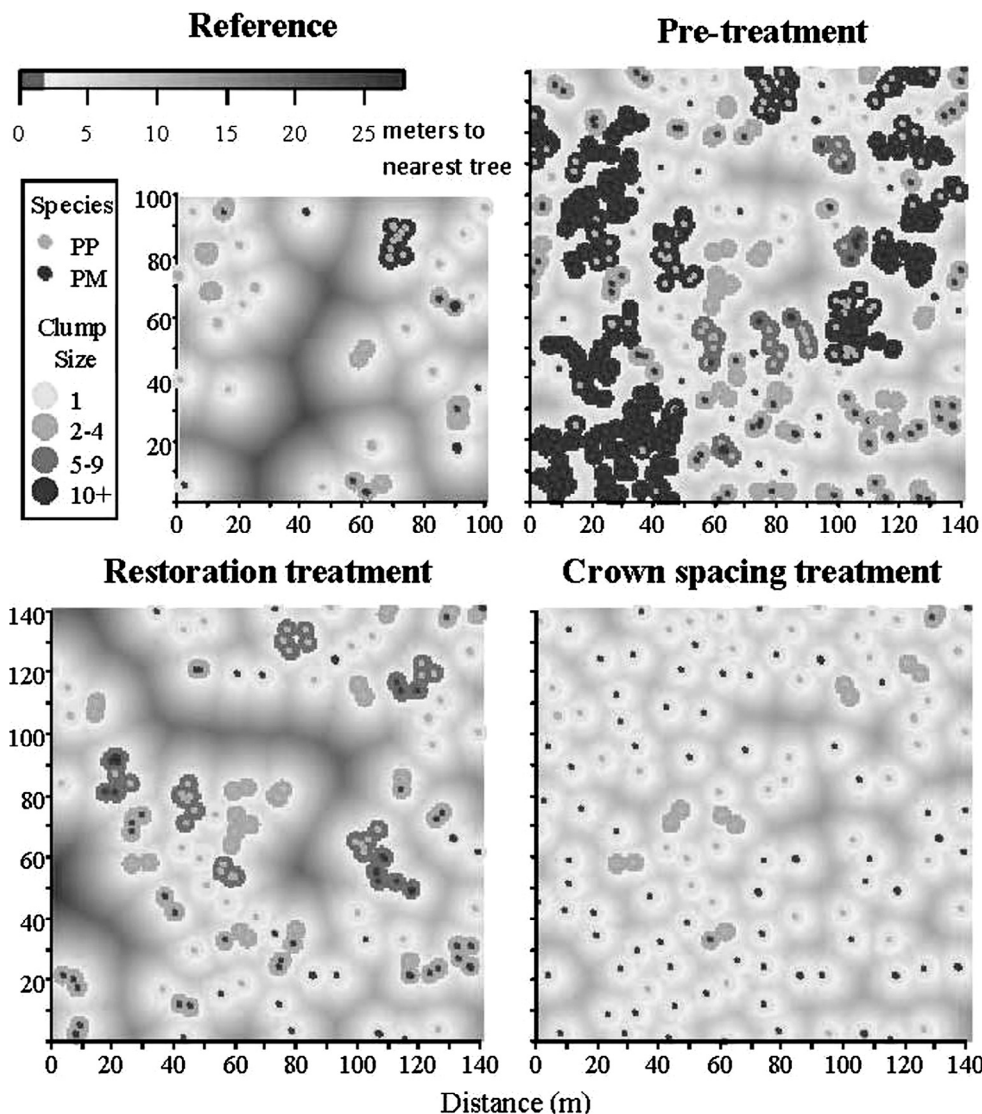 Reference
Pre-treatment
0 5 10 15 20 25 meters to
nearest tree
Species
PP
PM
Clump
Size
1
2-4
5-9
10+
100
80
60
40
20
0 20 40 60 80 100
0 20 40 60 80 100 120 140
Restoration treatment
Crown spacing treatment
140
120
100
80
60
40
20
0 20 40 60 80 100 120 140
0 20 40 60 80 100 120 140
Distance (m)